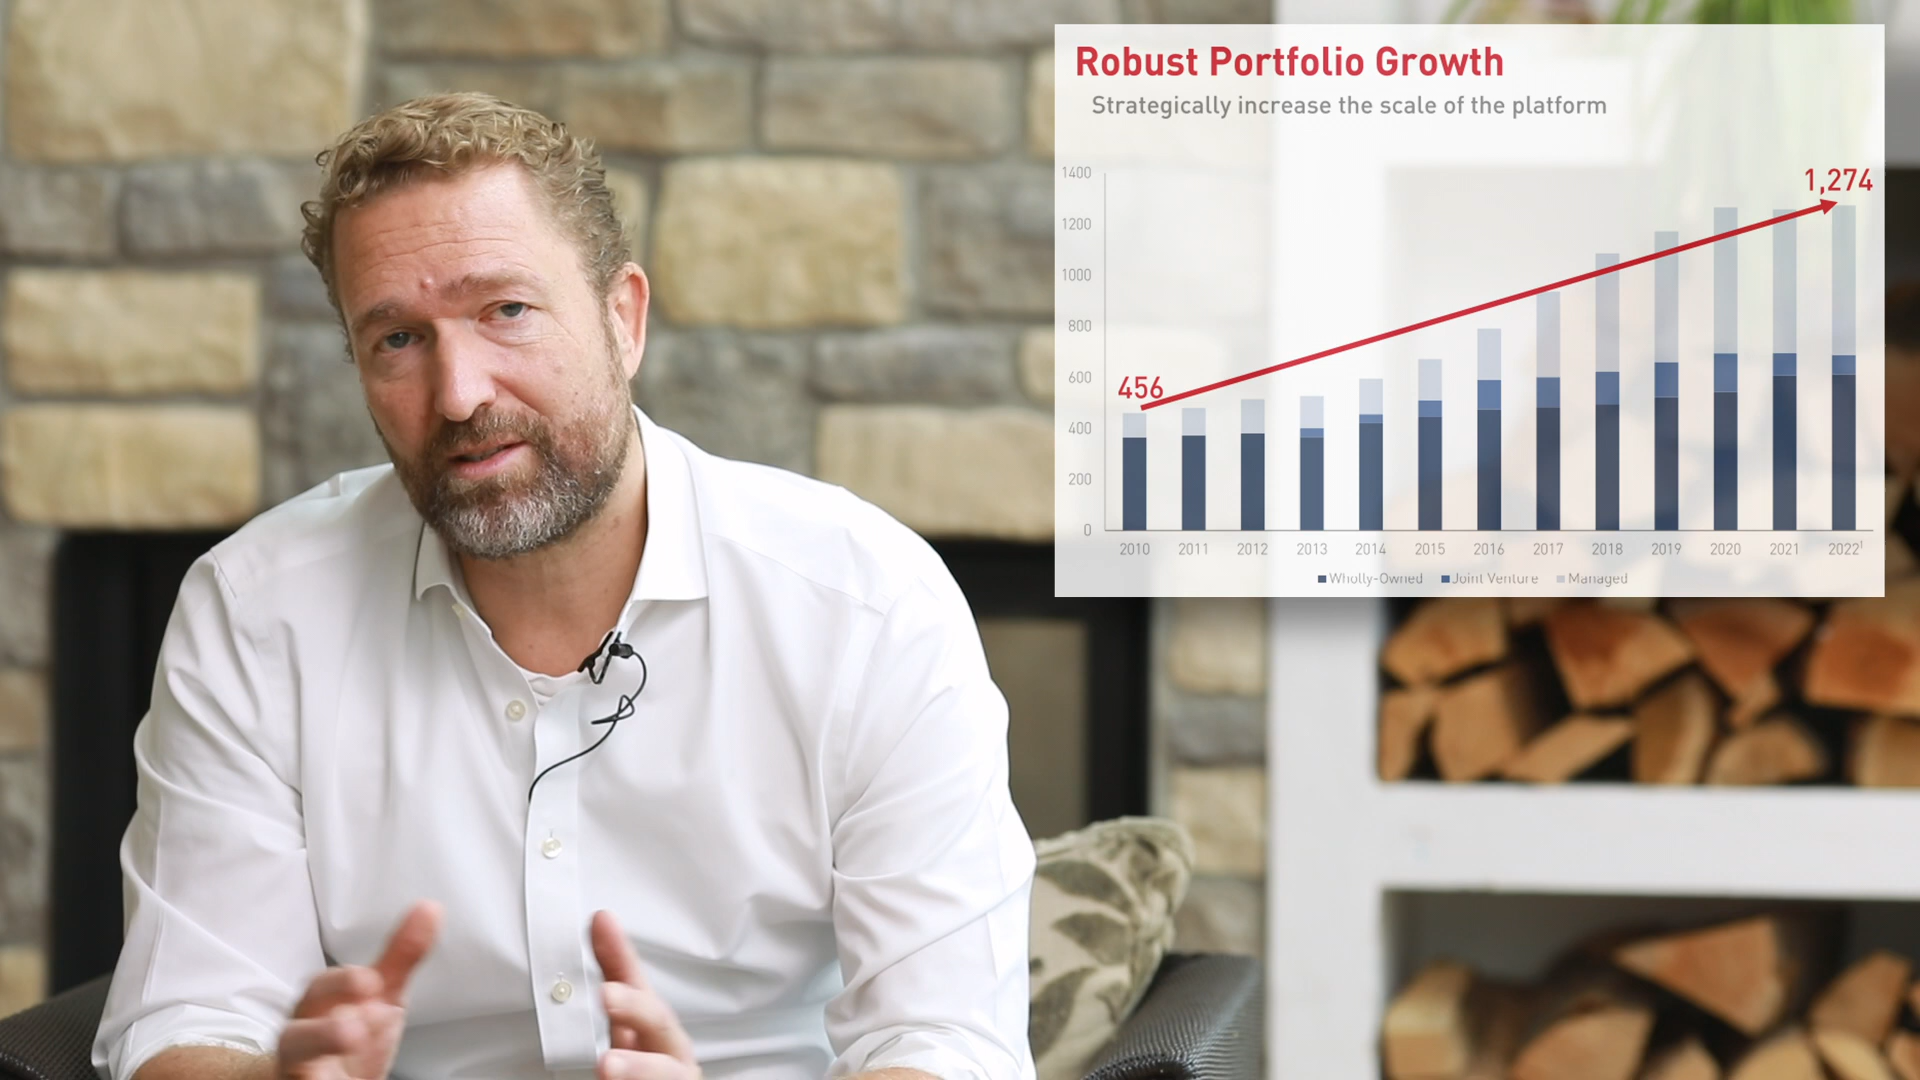 Robust Portfolio Growth
Strategically increase the scale of the platform
1400
1,274
1200
1000
800
600
456
400
200
0
2010 2011 2012 2013 2014 2015 2016 2017 2018 2019 2020 2021 2022¹
Wholly-Owned Joint Venture Managed